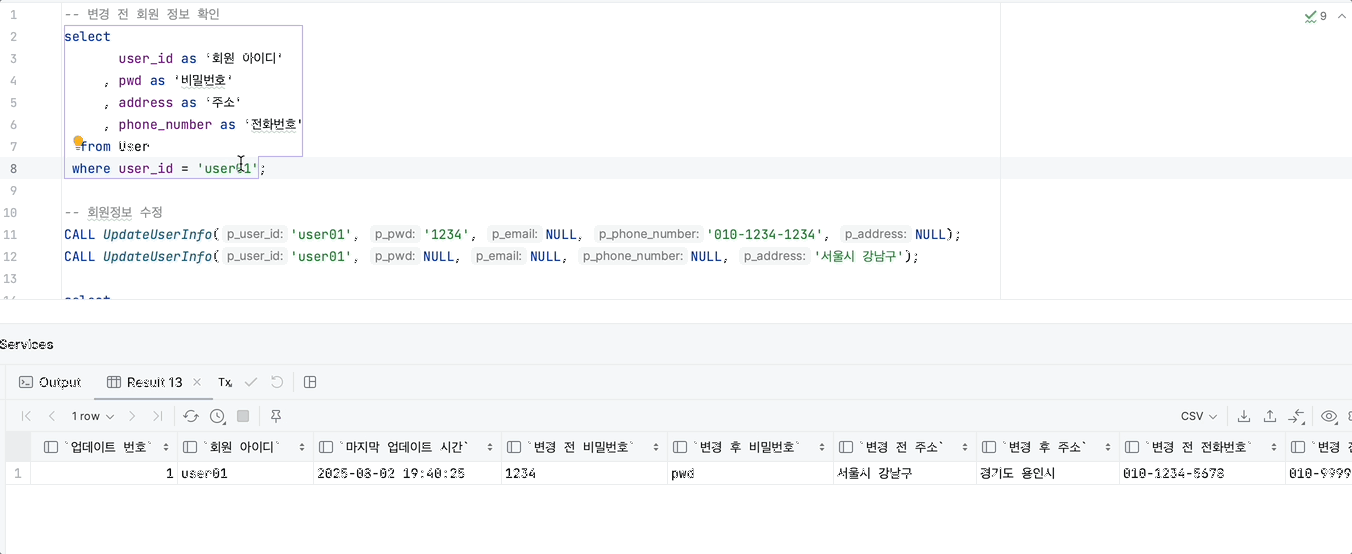 1 -- 변경 전 회원 정보 확인
2 select
3 user_id as '회원 아이디'
4 , pwd as '비밀번호'
5 , address as '주소'
6 , phone_number as '전화번호'
7 from User
8 where user_id = 'user01';
9
10 -- 회원정보 수정
11 CALL UpdateUserInfo( p_user_id: 'user01', p_pwd: '1234', p_email: NULL, p_phone_number: '010-1234-1234', p_address: NULL);
12 CALL UpdateUserInfo( p_user_id: 'user01', p_pwd: NULL, p_email: NULL, p_phone_number: NULL, p_address: '서울시 강남구');
13
14 select
9
Services
Output Result 13 × Tx
1 row CSV
`업데이트 번호` `회원 아이디` `마지막 업데이트 시간` `변경 전 비밀번호` `변경 후 비밀번호` `변경 전 주소` `변경 후 주소` `변경 전 전화번호` `변경
1 1 user01 2025-08-02 19:40:25 1234 pwd 서울시 강남구 경기도 용인시 010-1234-5678 010-9999